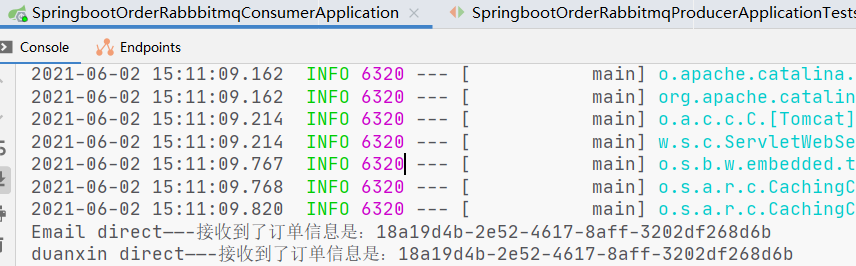 SpringbootOrderRabbbitmqConsumerApplication × SpringbootOrderRabbbitmqProducerApplicationTests
Console Endpoints
2021-06-02 15:11:09.162 INFO 6320 --- [ main] o.apache.catalina.
2021-06-02 15:11:09.162 INFO 6320 --- [ main] org.apache.catalin
2021-06-02 15:11:09.214 INFO 6320 --- [ main] o.a.c.c.C.[Tomcat]
2021-06-02 15:11:09.214 INFO 6320 --- [ main] w.s.c.ServletWebSe
2021-06-02 15:11:09.767 INFO 6320 --- [ main] o.s.b.w.embedded.t
2021-06-02 15:11:09.768 INFO 6320 --- [ main] o.s.a.r.c.CachingC
2021-06-02 15:11:09.820 INFO 6320 --- [ main] o.s.a.r.c.CachingC
Email direct——-接收到了订单信息是：18a19d4b-2e52-4617-8aff-3202df268d6b
duanxin direct——-接收到了订单信息是：18a19d4b-2e52-4617-8aff-3202df268d6b